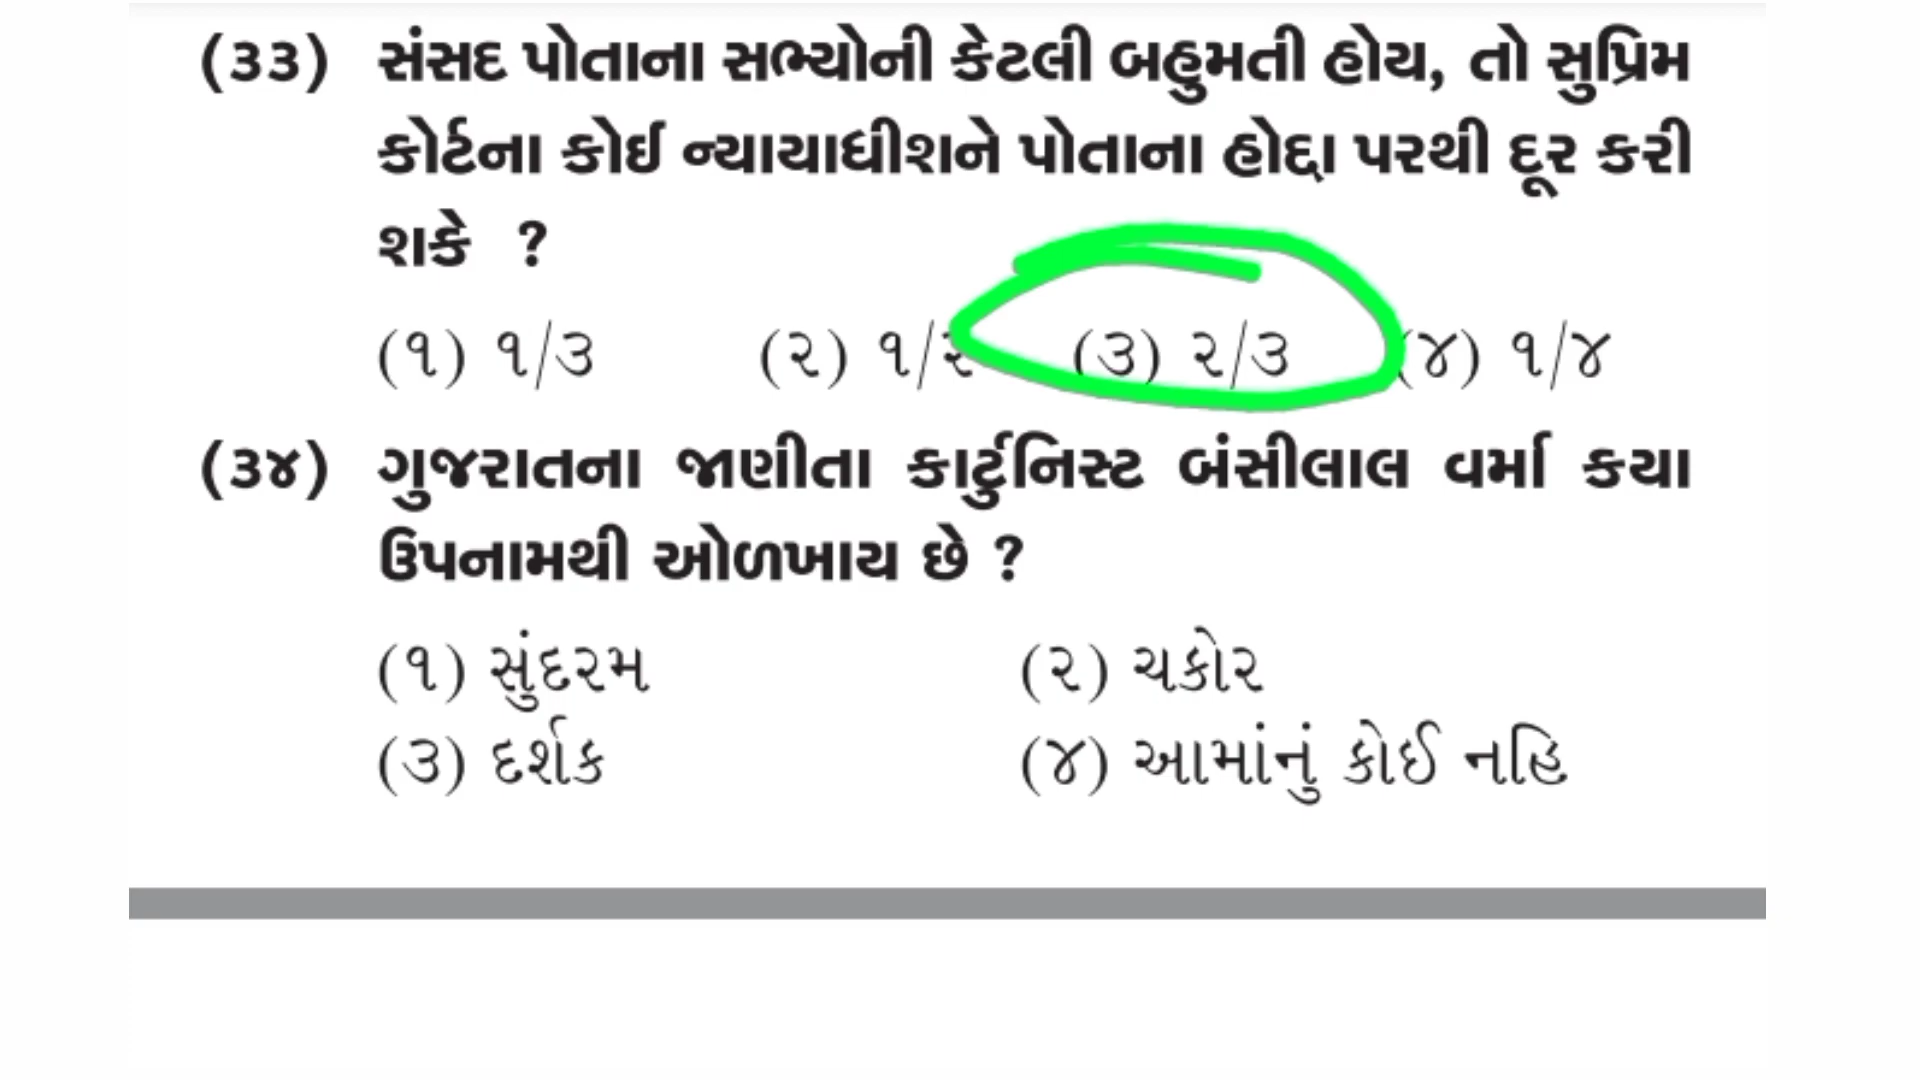 (૩૩) સંસદ પોતાના સભ્યોની કેટલી બહુમતી હોય, તો સુપ્રિમ
કોર્ટના કોઈ ન્યાયાધીશને પોતાના હોદ્દા પરથી દૂર કરી
શકે ?
(૧) ૧/૩ (૨) ૧/૨ (૩) ૨/૩ (૪) ૧/૪
(૩૪) ગુજરાતના જાણીતા કાર્ટુનિસ્ટ બંસીલાલ વર્મા કયા
ઉપનામથી ઓળખાય છે ?
(૧) સુંદરમ (૨) ચકોર
(૩) દર્શક (૪) આમાંનું કોઈ નહિ